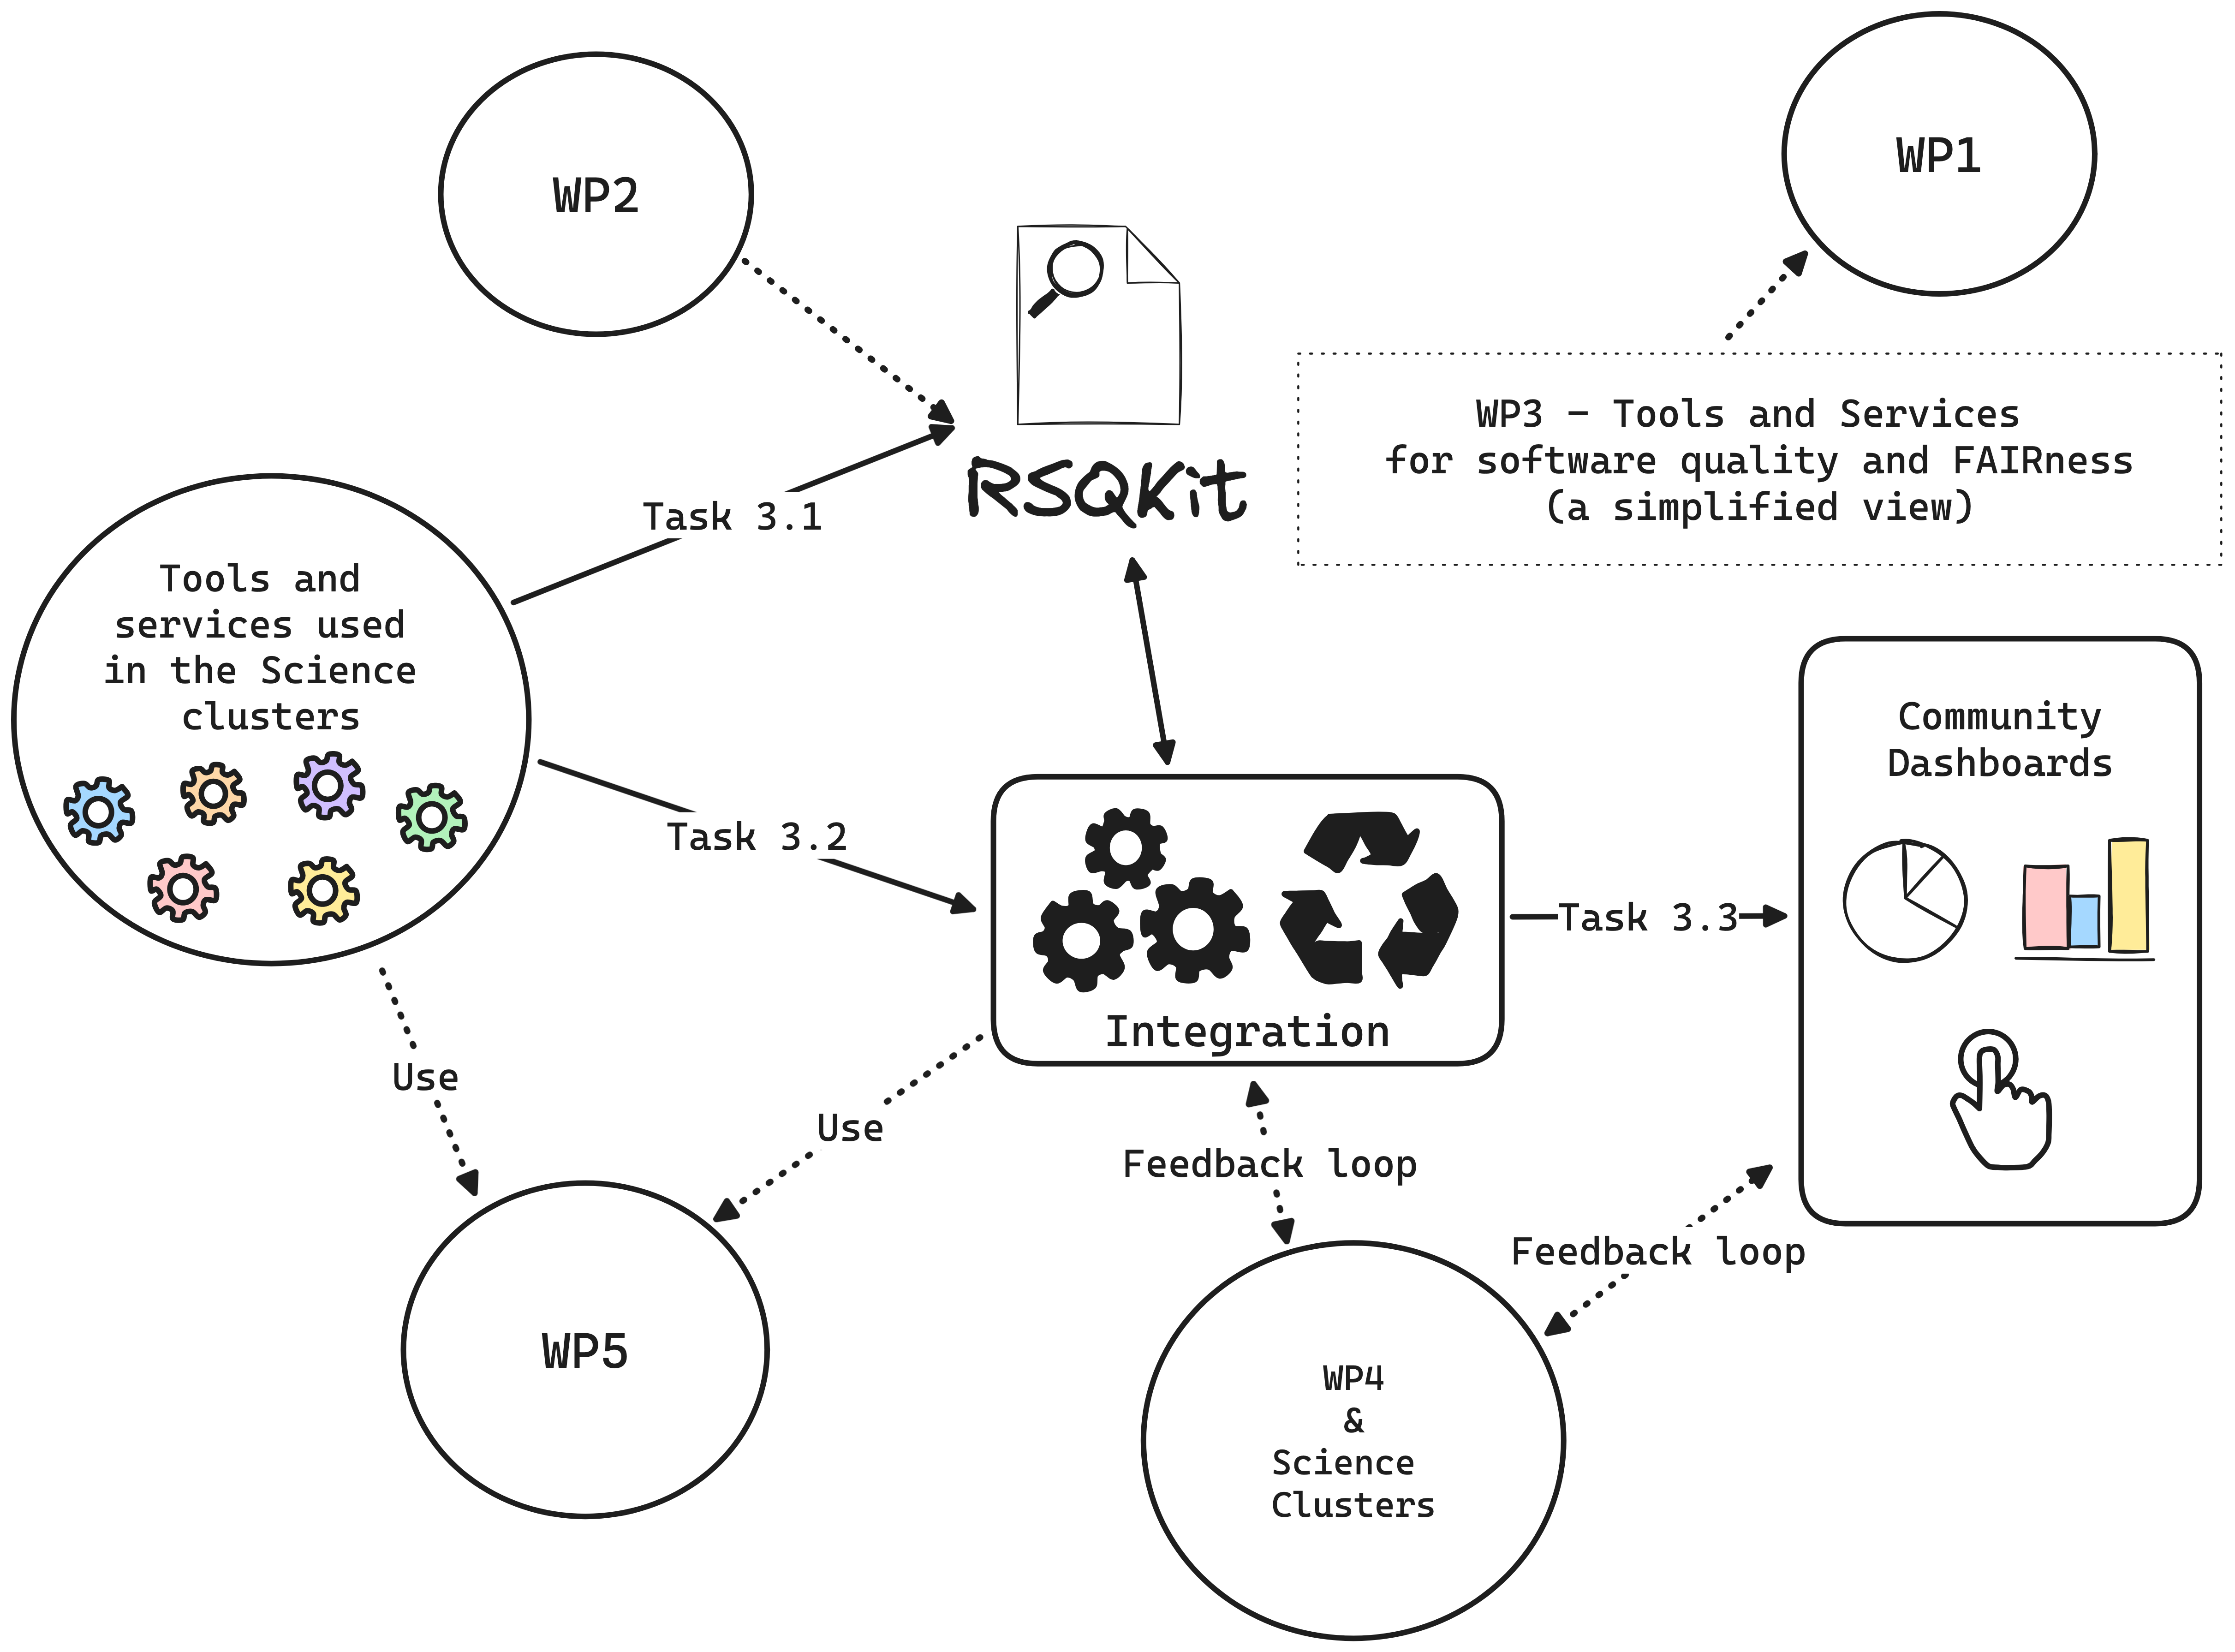 WP2
WP1
WP3 - Tools and Services
for software quality and FAIRness
(a simplified view)
RSQKit
Task 3.1
Tools and
services used
in the Science
clusters
Task 3.2
Community
Dashboards
Task 3.3
Integration
Use
Use
Feedback loop
Feedback loop
WP5
WP4
&
Science
Clusters